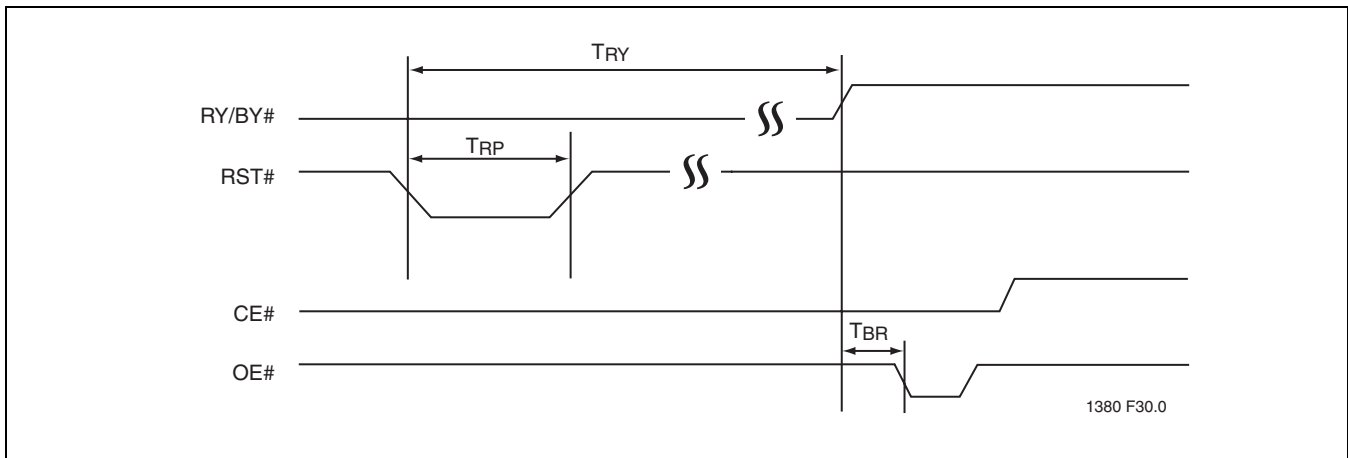 TRY
RY/BY#
TRP
RST#
CE#
TBR
OE#
1380 F30.0